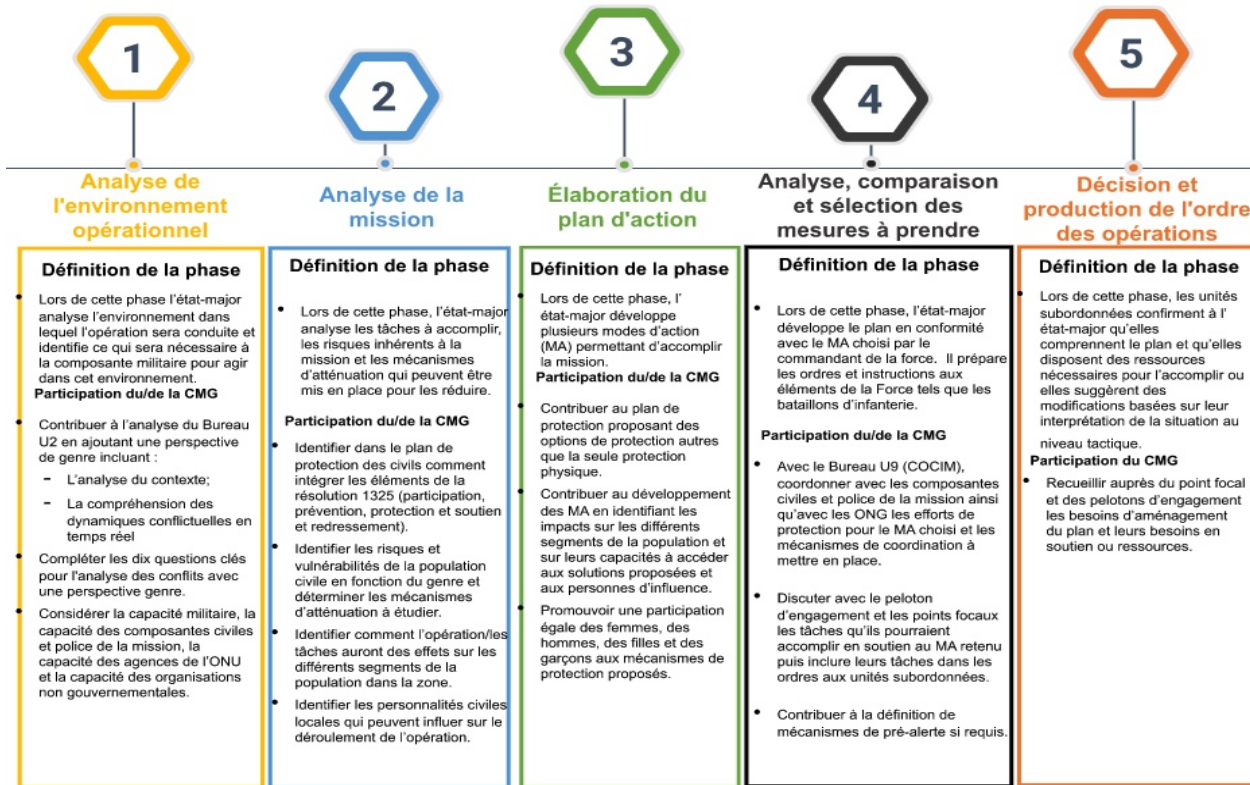 1
2
3
4
5
Analyse de
l'environnement
opérationnel
Définition de la phase
• Lors de cette phase l'état-major
analyse l'environnement dans
lequel l'opération sera conduite et
identifie ce qui sera nécessaire à
la composante militaire pour agir
dans cet environnement.
Participation du/de la CMG
• Contribuer à l'analyse du Bureau
U2 en ajoutant une perspective
de genre incluant :
- L'analyse du contexte;
- La compréhension des
dynamiques conflictuelles en
temps réel
• Compléter les dix questions clés
pour l'analyse des conflits avec
une perspective genre.
• Considérer la capacité militaire, la
capacité des composantes civiles
et police de la mission, la
capacité des agences de l'ONU
et la capacité des organisations
non gouvernementales.
Analyse de la
mission
Définition de la phase
• Lors de cette phase, l'état-major
analyse les tâches à accomplir,
les risques inhérents à la
mission et les mécanismes
d'atténuation qui peuvent être
mis en place pour les réduire.
Participation du/de la CMG
• Identifier dans le plan de
protection des civils comment
intégrer les éléments de la
résolution 1325 (participation,
prévention, protection et soutien
et redressement).
• Identifier les risques et
vulnérabilités de la population
civile en fonction du genre et
déterminer les mécanismes
d'atténuation à étudier.
• Identifier comment l'opération/les
tâches auront des effets sur les
différents segments de la
population dans la zone.
• Identifier les personnalités civiles
locales qui peuvent influer sur le
déroulement de l'opération.
Élaboration du
plan d'action
Définition de la phase
• Lors de cette phase, l'
état-major développe
plusieurs modes d'action
(MA) permettant d'accomplir
la mission.
Participation du/de la CMG
• Contribuer au plan de
protection proposant des
options de protection autres
que la seule protection
physique.
• Contribuer au développement
des MA en identifiant les
impacts sur les différents
segments de la population et
sur leurs capacités à accéder
aux solutions proposées et
aux personnes d'influence.
• Promouvoir une participation
égale des femmes, des
hommes, des filles et des
garçons aux mécanismes de
protection proposés.
Analyse, comparaison
et sélection des
mesures à prendre
Définition de la phase
• Lors de cette phase, l'état-major
développe le plan en conformité
avec le MA choisi par le
commandant de la force. Il prépare
les ordres et instructions aux
éléments de la Force tels que les
bataillons d'infanterie.
Participation du/de la CMG
• Avec le Bureau U9 (COCIM),
coordonner avec les composantes
civiles et police de la mission ainsi
qu'avec les ONG les efforts de
protection pour le MA choisi et les
mécanismes de coordination à
mettre en place.
• Discuter avec le peloton
d'engagement et les points focaux
les tâches qu'ils pourraient
accomplir en soutien au MA retenu
puis inclure leurs tâches dans les
ordres aux unités subordonnées.
• Contribuer à la définition de
mécanismes de pré-alerte si requis.
Décision et
production de l'ordre
des opérations
Définition de la phase
• Lors de cette phase, les unités
subordonnées confirment à l'
état-major qu'elles
comprennent le plan et qu'elles
disposent des ressources
nécessaires pour l'accomplir ou
elles suggèrent des
modifications basées sur leur
interprétation de la situation au
niveau tactique.
Participation du CMG
• Recueillir auprès du point focal
et des pelotons d'engagement
les besoins d'aménagement
du plan et leurs besoins en
soutien ou ressources.